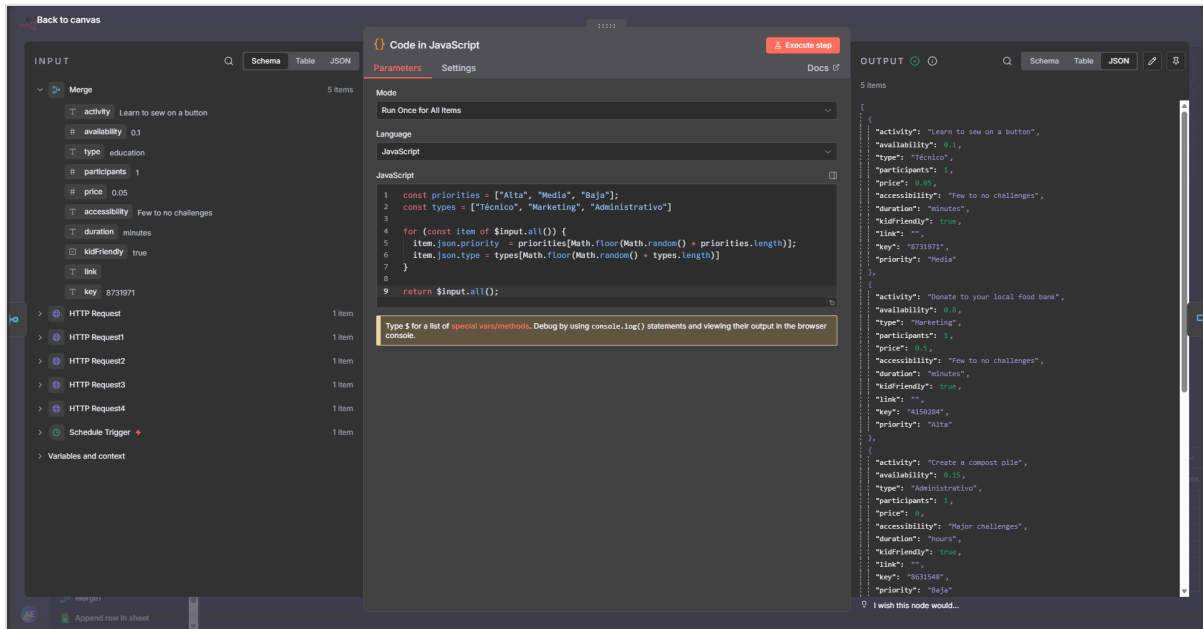 Back to canvas
INPUT
Schema Table JSON
Merge 5 items
T activity Learn to sew on a button
# availability 0.1
T type education
# participants 1
# price 0.05
T accessibility Few to no challenges
T duration minutes
kidFriendly true
T link
T key 8731971
HTTP Request 1 item
HTTP Request1 1 item
HTTP Request2 1 item
HTTP Request3 1 item
HTTP Request4 1 item
Schedule Trigger 1 item
Variables and context
AE
Merge1
Append row in sheet
{} Code in JavaScript
Execute step
Parameters Settings Docs
Mode
Run Once for All Items
Language
JavaScript
JavaScript
1 const priorities = ["Alta", "Media", "Baja"];
2 const types = ["Técnico", "Marketing", "Administrativo"]
3
4 for (const item of $input.all()) {
5 item.json.priority = priorities[Math.floor(Math.random() * priorities.length)];
6 item.json.type = types[Math.floor(Math.random() * types.length)]
7 }
8
9 return $input.all();
Type $ for a list of special vars/methods. Debug by using console.log() statements and viewing their output in the browser
console.
OUTPUT
Schema Table JSON
5 items
[
{
"activity": "Learn to sew on a button",
"availability": 0.1,
"type": "Técnico",
"participants": 1,
"price": 0.05,
"accessibility": "Few to no challenges",
"duration": "minutes",
"kidFriendly": true,
"link": "",
"key": "8731971",
"priority": "Media"
},
{
"activity": "Donate to your local food bank",
"availability": 0.8,
"type": "Marketing",
"participants": 1,
"price": 0.5,
"accessibility": "Few to no challenges",
"duration": "minutes",
"kidFriendly": true,
"link": "",
"key": "4150284",
"priority": "Alta"
},
{
"activity": "Create a compost pile",
"availability": 0.15,
"type": "Administrativo",
"participants": 1,
"price": 0,
"accessibility": "Major challenges",
"duration": "hours",
"kidFriendly": true,
"link": "",
"key": "8631548",
"priority": "Baja"
I wish this node would...